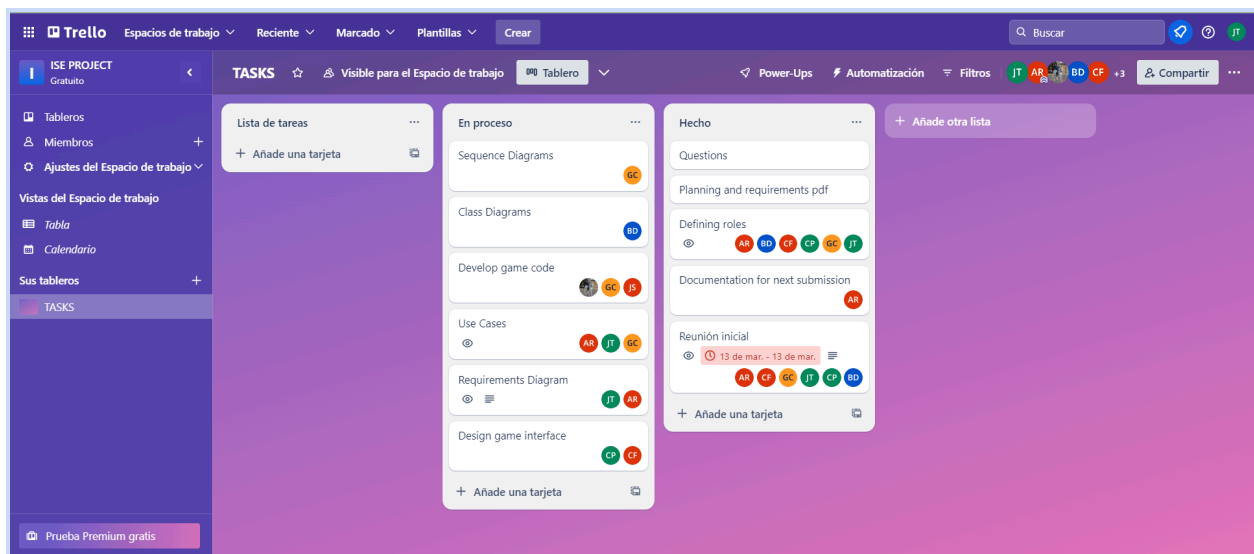 Trello Espacios de trabajo Reciente Marcado Plantillas Crear Buscar JT
I ISE PROJECT
Gratuito
TASKS Visible para el Espacio de trabajo Tablero Power-Ups Automatización Filtros JT AR BD CF +3 Compartir
Tableros
Miembros
Ajustes del Espacio de trabajo
Vistas del Espacio de trabajo
Tabla
Calendario
Sus tableros
TASKS
Prueba Premium gratis
Lista de tareas
Añade una tarjeta
En proceso
Sequence Diagrams
GC
Class Diagrams
BD
Develop game code
GC JS
Use Cases
AR JT GC
Requirements Diagram
JT AR
Design game interface
CP CF
Añade una tarjeta
Hecho
Questions
Planning and requirements pdf
Defining roles
AR BD CF CP GC JT
Documentation for next submission
AR
Reunión inicial
13 de mar. - 13 de mar.
AR CF GC JT CP BD
Añade una tarjeta
Añade otra lista